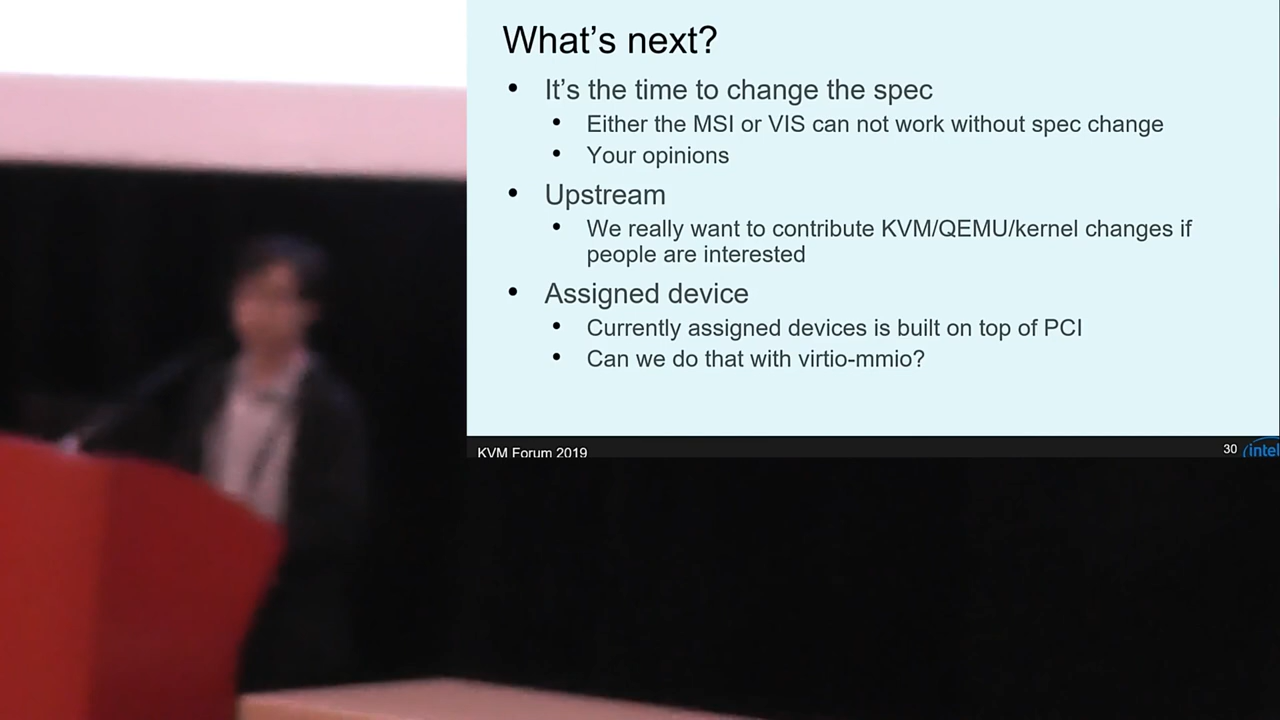 What's next?
• It's the time to change the spec
• Either the MSI or VIS can not work without spec change
• Your opinions
• Upstream
• We really want to contribute KVM/QEMU/kernel changes if
people are interested
• Assigned device
• Currently assigned devices is built on top of PCI
• Can we do that with virtio-mmio?
KVM Forum 2019
30
intel